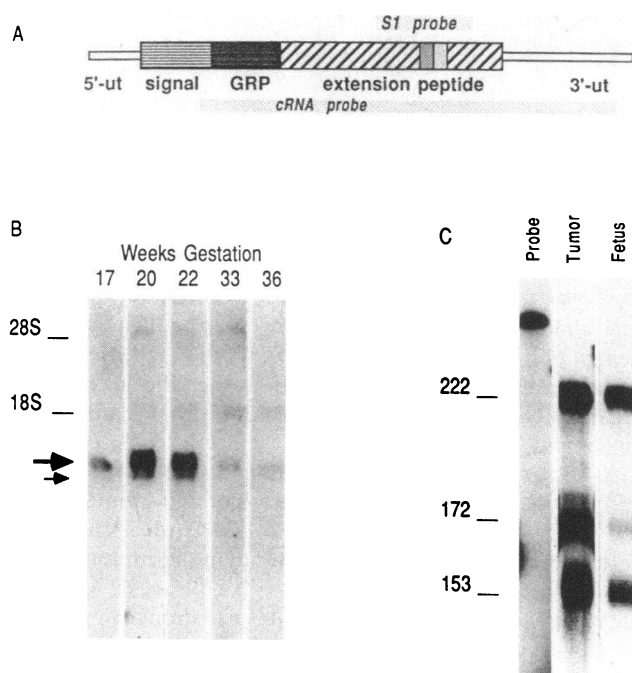 A
S1 probe
5'-ut signal GRP extension peptide 3'-ut
cRNA probe
B
Weeks Gestation
17 20 22 33 36
28S
18S
C
Probe Tumor Fetus
222
172
153